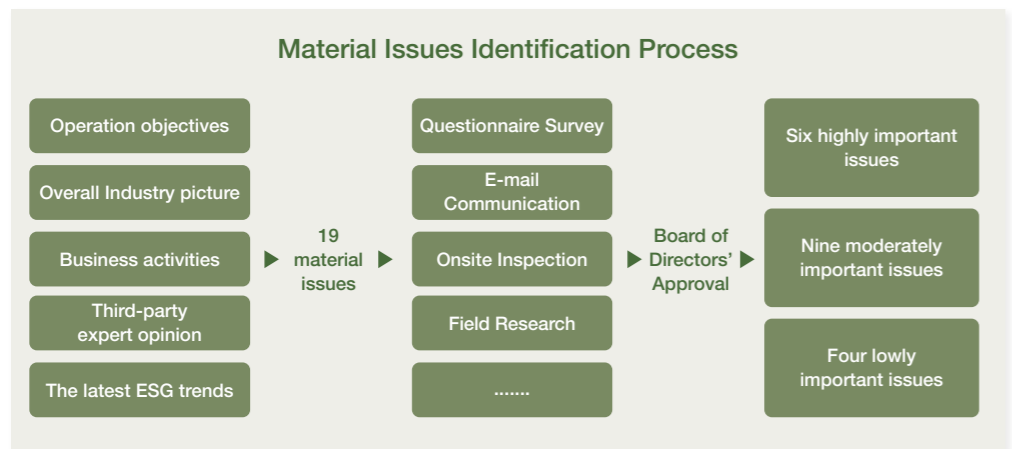 Material Issues Identification Process
Operation objectives
Overall Industry picture
Business activities
Third-party
expert opinion
The latest ESG trends
19
material
issues
Questionnaire Survey
E-mail
Communication
Onsite Inspection
Field Research
.......
Board of
Directors’
Approval
Six highly important
issues
Nine moderately
important issues
Four lowly
important issues